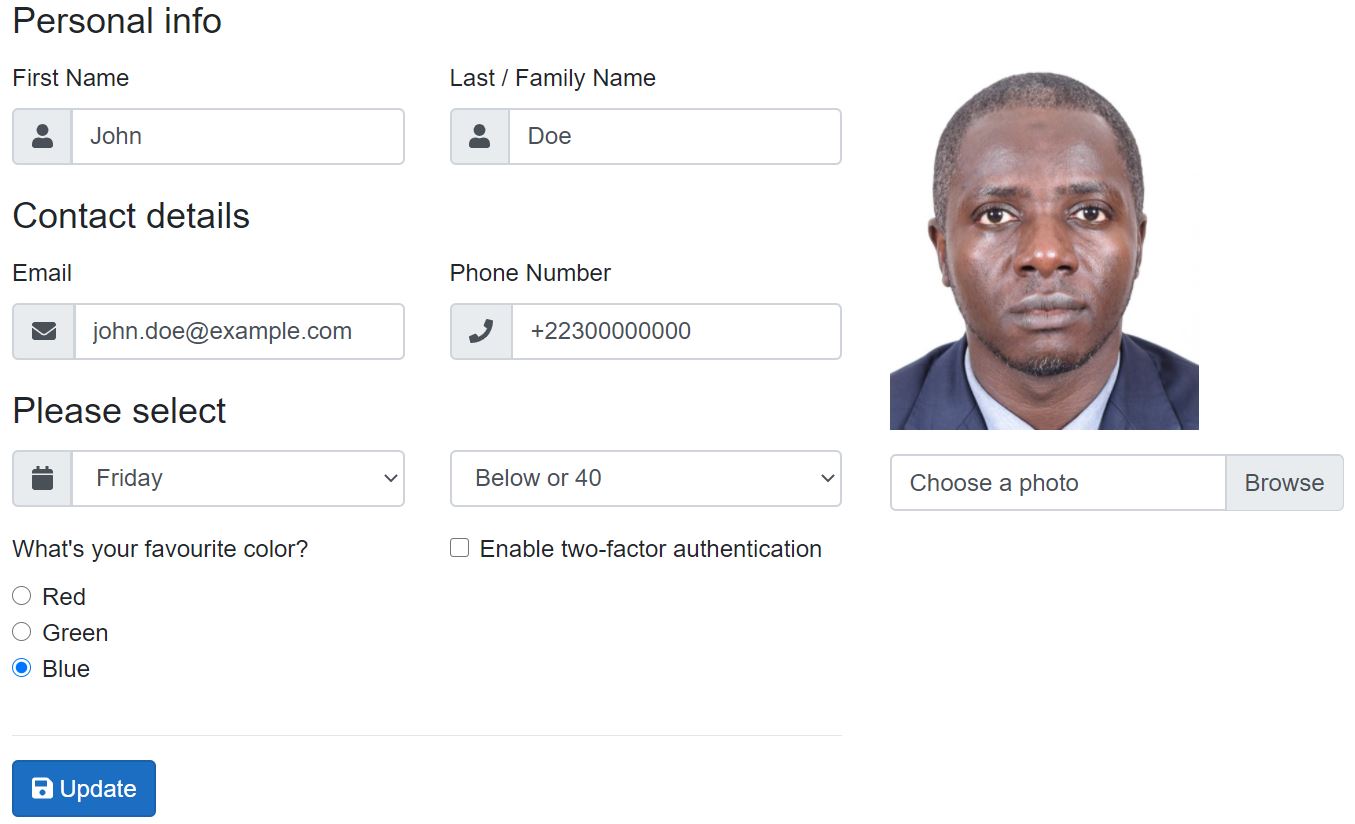 Personal info
First Name
Last / Family Name
John
Doe
Contact details
Email
Phone Number
john.doe@example.com
+22300000000
Please select
Friday
Below or 40
Choose a photo
Browse
What's your favourite color?
Enable two-factor authentication
Red
Green
Blue
Update